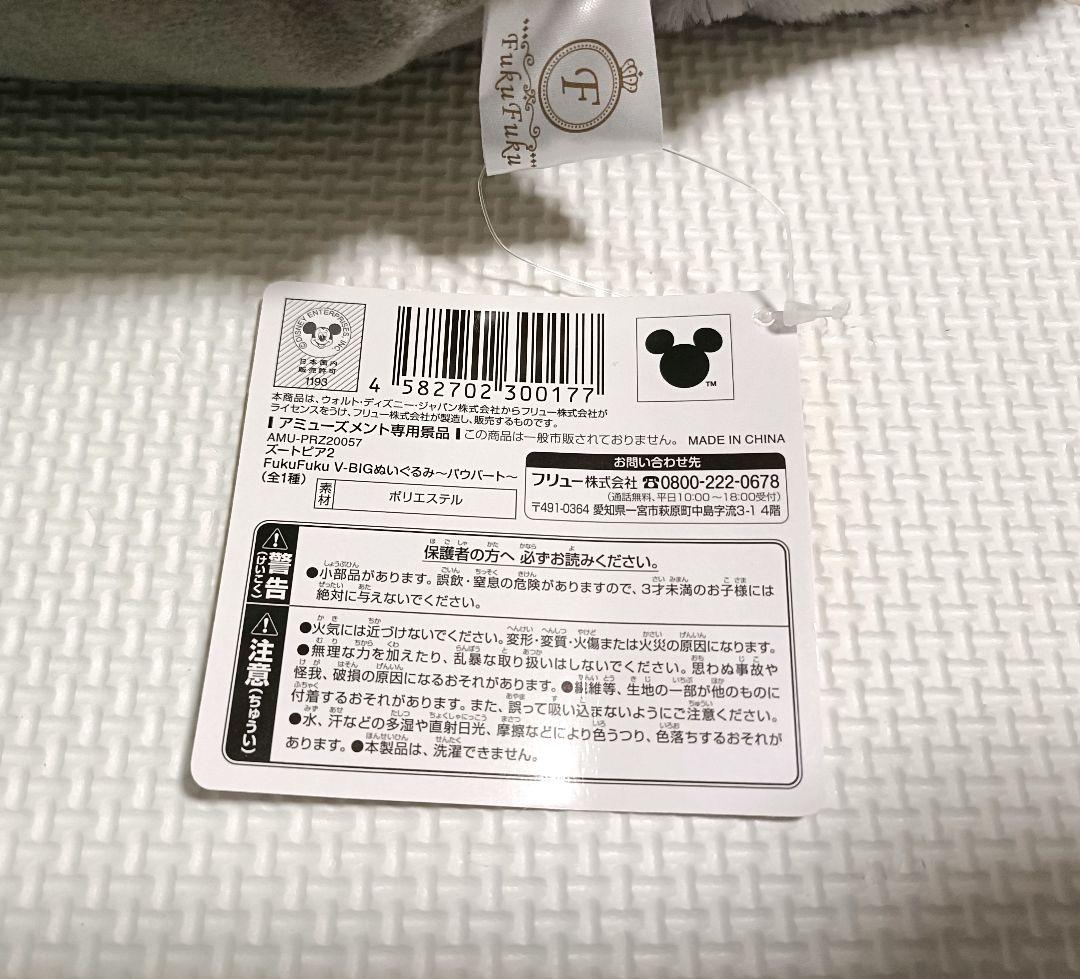 F
FukuFuku
©DISNEY ENTERPRISES, INC.
日本国内
販売許可
1193
4 582702 300177
TM
本商品は、ウォルト・ディズニー・ジャパン株式会社からフリュー株式会社が
ライセンスをうけ、フリュー株式会社が製造し、販売するものです。
アミューズメント専用景品 この商品は一般市販されておりません。 MADE IN CHINA
AMU-PRZ20057
ズートピア2
FukuFuku V-BIGぬいぐるみ～パウバート～
(全1種)
素材 ポリエステル
お問い合わせ先
フリュー株式会社 ☎0800-222-0678
(通話無料、平日10:00～18:00受付)
〒491-0364 愛知県一宮市萩原町中島字流3-1 4階
警告(けいこく)
保護者の方へ 必ずお読みください。
●小部品があります。誤飲・窒息の危険がありますので、3才未満のお子様には
絶対に与えないでください。
注意(ちゅうい)
●火気には近づけないでください。変形・変質・火傷または火災の原因になります。
●無理な力を加えたり、乱暴な取り扱いはしないでください。思わぬ事故や
怪我、破損の原因になるおそれがあります。●繊維等、生地の一部が他のものに
付着するおそれがあります。また、誤って吸い込まないようにご注意ください。
●水、汗などの多湿や直射日光、摩擦などにより色うつり、色落ちするおそれが
あります。●本製品は、洗濯できません。